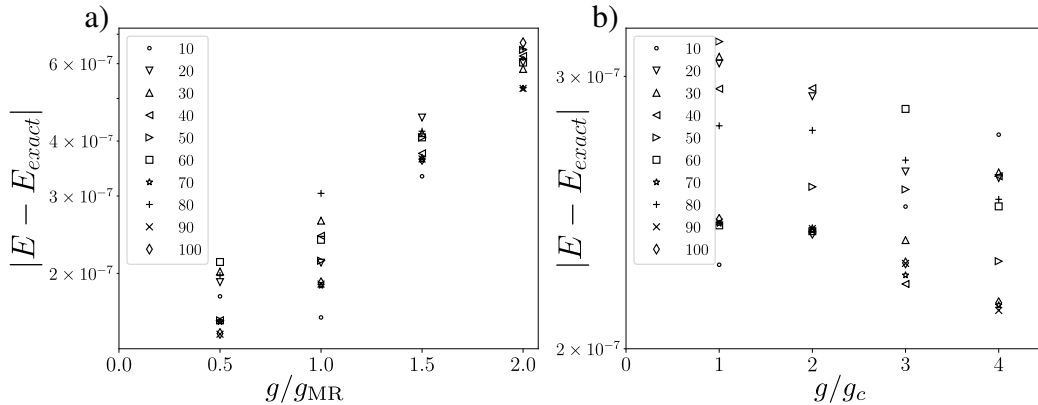 a)
|E − E_exact|
6 × 10⁻⁷
4 × 10⁻⁷
3 × 10⁻⁷
2 × 10⁻⁷
10
20
30
40
50
60
70
80
90
100
0.0 0.5 1.0 1.5 2.0
g/g_MR
b)
|E − E_exact|
3 × 10⁻⁷
2 × 10⁻⁷
10
20
30
40
50
60
70
80
90
100
0 1 2 3 4
g/g_c